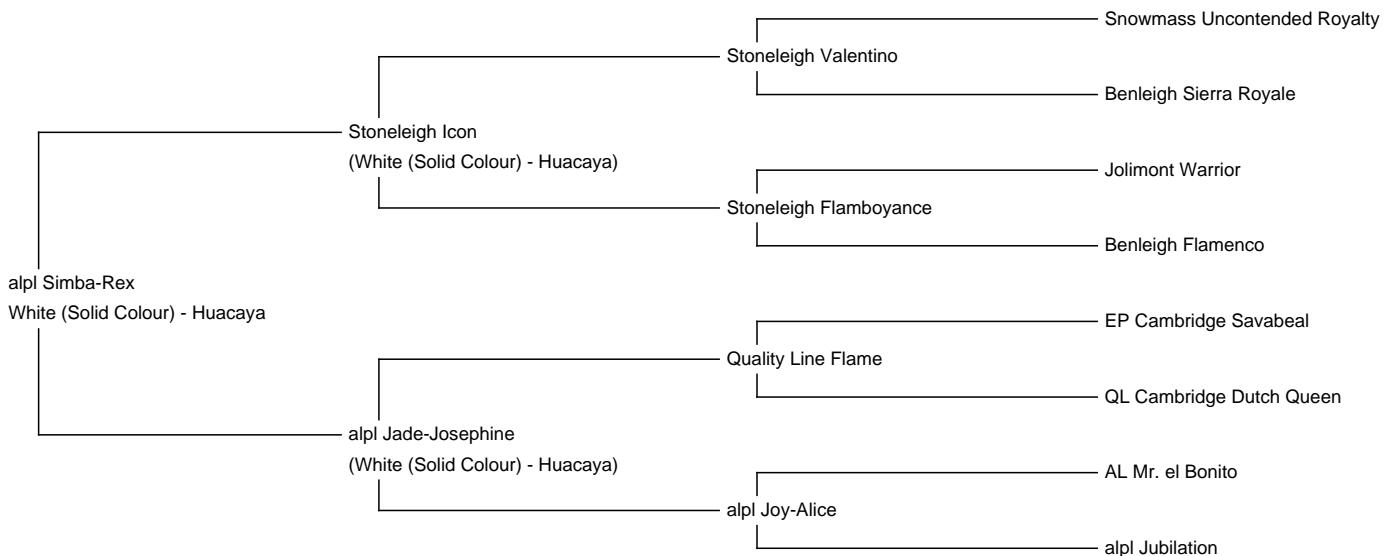 Snowmass Uncontended Royalty
Stoneleigh Valentino
Benleigh Sierra Royale
Stoneleigh Icon
(White (Solid Colour) - Huacaya)
Jolimont Warrior
Stoneleigh Flamboyance
Benleigh Flamenco
alpl Simba-Rex
White (Solid Colour) - Huacaya
EP Cambridge Savabeal
Quality Line Flame
QL Cambridge Dutch Queen
alpl Jade-Josephine
(White (Solid Colour) - Huacaya)
AL Mr. el Bonito
alpl Joy-Alice
alpl Jubilation